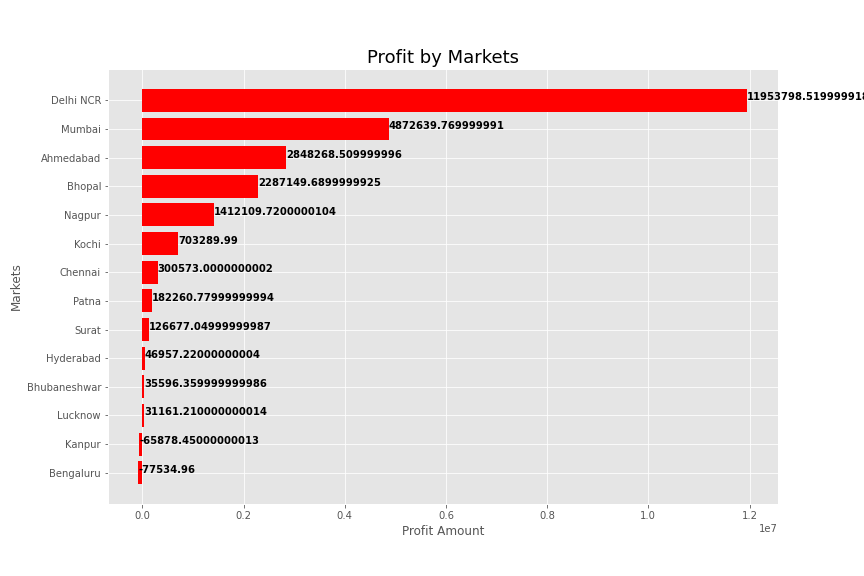 Profit by Markets
Delhi NCR 11953798.519999918
Mumbai 4872639.769999991
Ahmedabad 2848268.509999996
Bhopal 2287149.6899999925
Nagpur 1412109.7200000104
Kochi 703289.99
Chennai 300573.0000000002
Patna 182260.77999999994
Surat 126677.04999999987
Hyderabad 46957.22000000004
Bhubaneshwar 35596.359999999986
Lucknow 31161.210000000014
Kanpur -65878.45000000013
Bengaluru -77534.96
Markets
0.0 0.2 0.4 0.6 0.8 1.0 1.2
1e7
Profit Amount